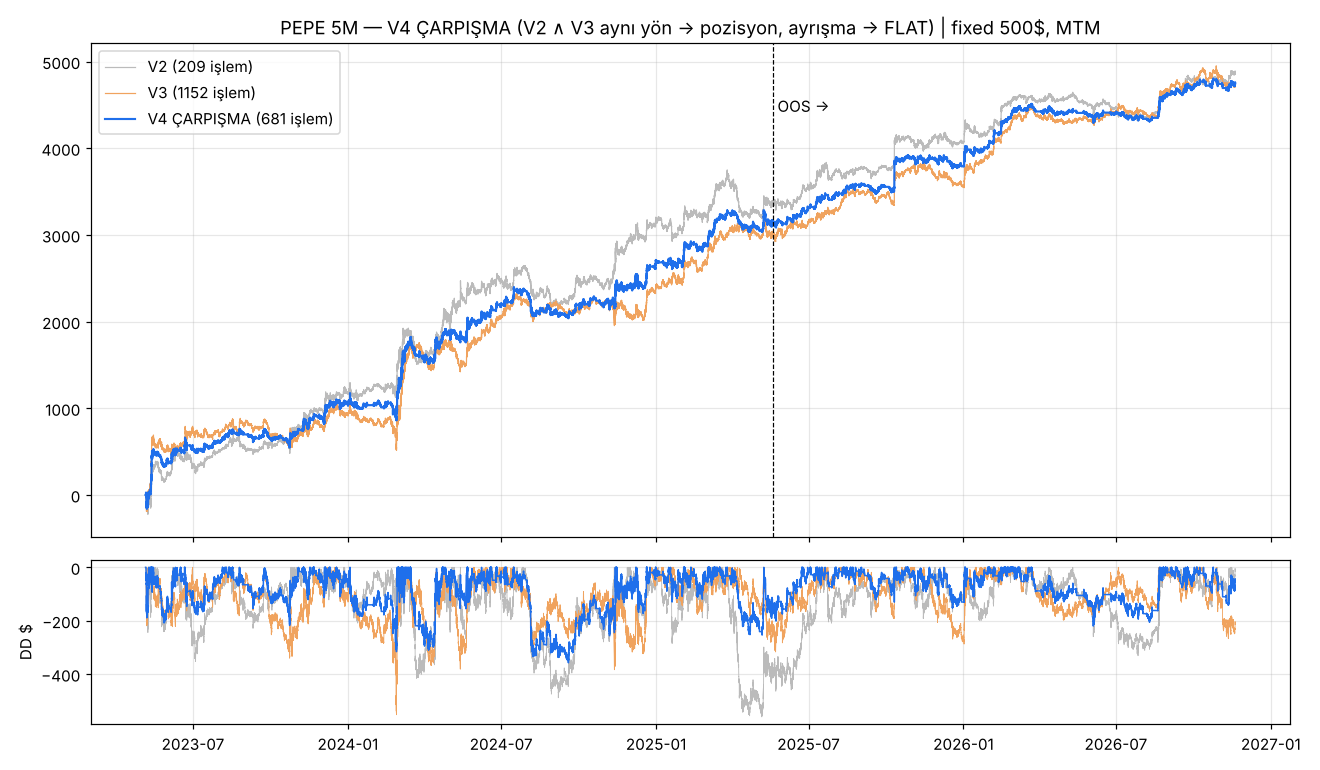 PEPE 5M — V4 ÇARPIŞMA (V2 ∧ V3 aynı yön → pozisyon, ayrışma → FLAT) | fixed 500$, MTM
V2 (209 işlem)
V3 (1152 işlem)
V4 ÇARPIŞMA (681 işlem)
OOS →
5000
4000
3000
2000
1000
0
DD $
0
−200
−400
2023-07
2024-01
2024-07
2025-01
2025-07
2026-01
2026-07
2027-01